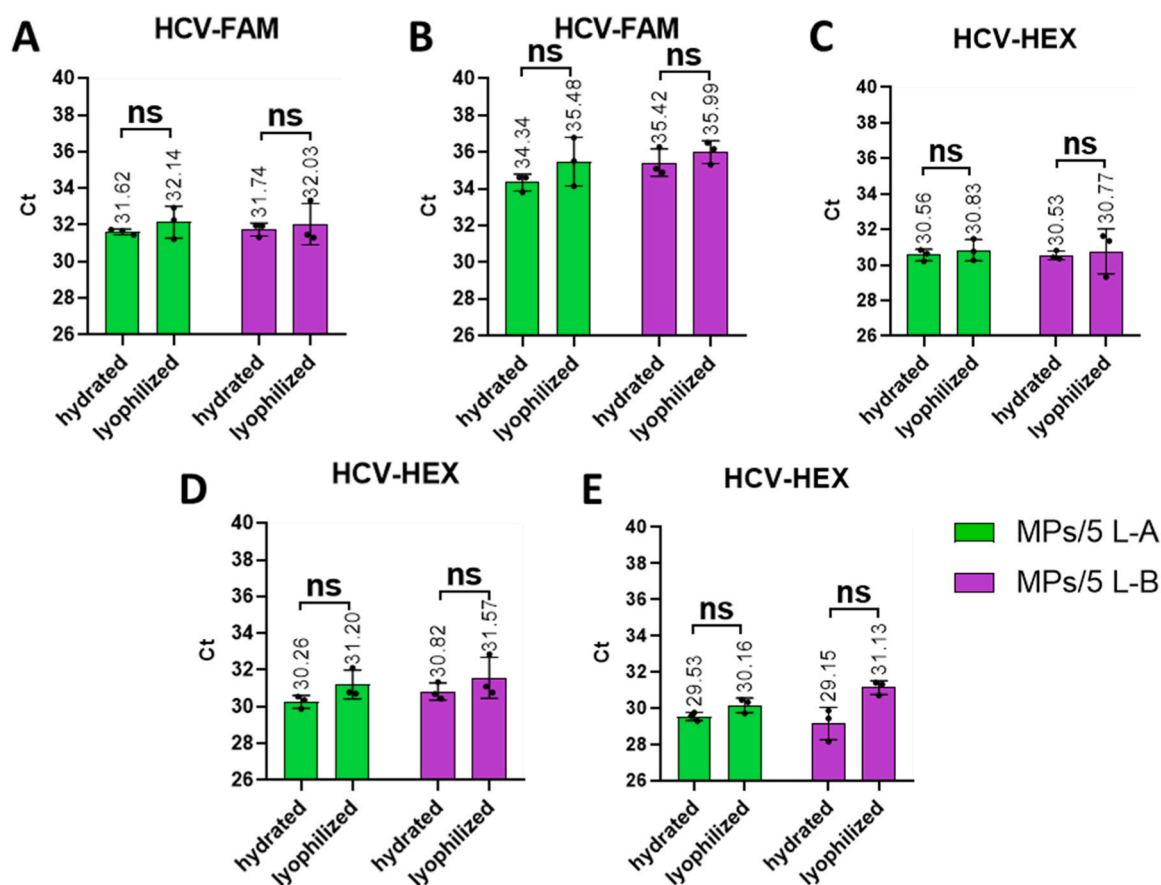 A
HCV-FAM
40
38
36
34
32
30
28
26
Ct
ns
ns
31.62
32.14
31.74
32.03
hydrated
lyophilized
hydrated
lyophilized
B
HCV-FAM
40
38
36
34
32
30
28
26
Ct
ns
ns
34.34
35.48
35.42
35.99
hydrated
lyophilized
hydrated
lyophilized
C
HCV-HEX
40
38
36
34
32
30
28
26
Ct
ns
ns
30.56
30.83
30.53
30.77
hydrated
lyophilized
hydrated
lyophilized
D
HCV-HEX
40
38
36
34
32
30
28
26
Ct
ns
ns
30.26
31.20
30.82
31.57
hydrated
lyophilized
hydrated
lyophilized
E
HCV-HEX
40
38
36
34
32
30
28
26
Ct
ns
ns
29.53
30.16
29.15
31.13
hydrated
lyophilized
hydrated
lyophilized
MPs/5 L-A
MPs/5 L-B